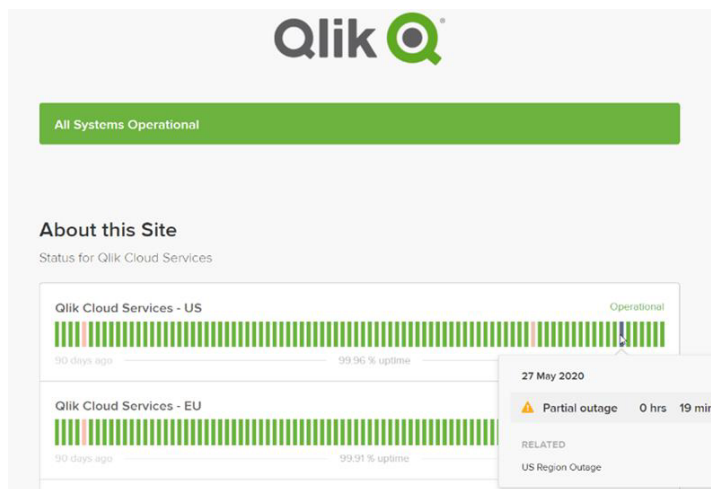 Qlik
All Systems Operational
About this Site
Status for Qlik Cloud Services
Qlik Cloud Services - US
Operational
90 days ago
99.96 % uptime
27 May 2020
Partial outage 0 hrs 19 min
RELATED
US Region Outage
Qlik Cloud Services - EU
90 days ago
99.91 % uptime